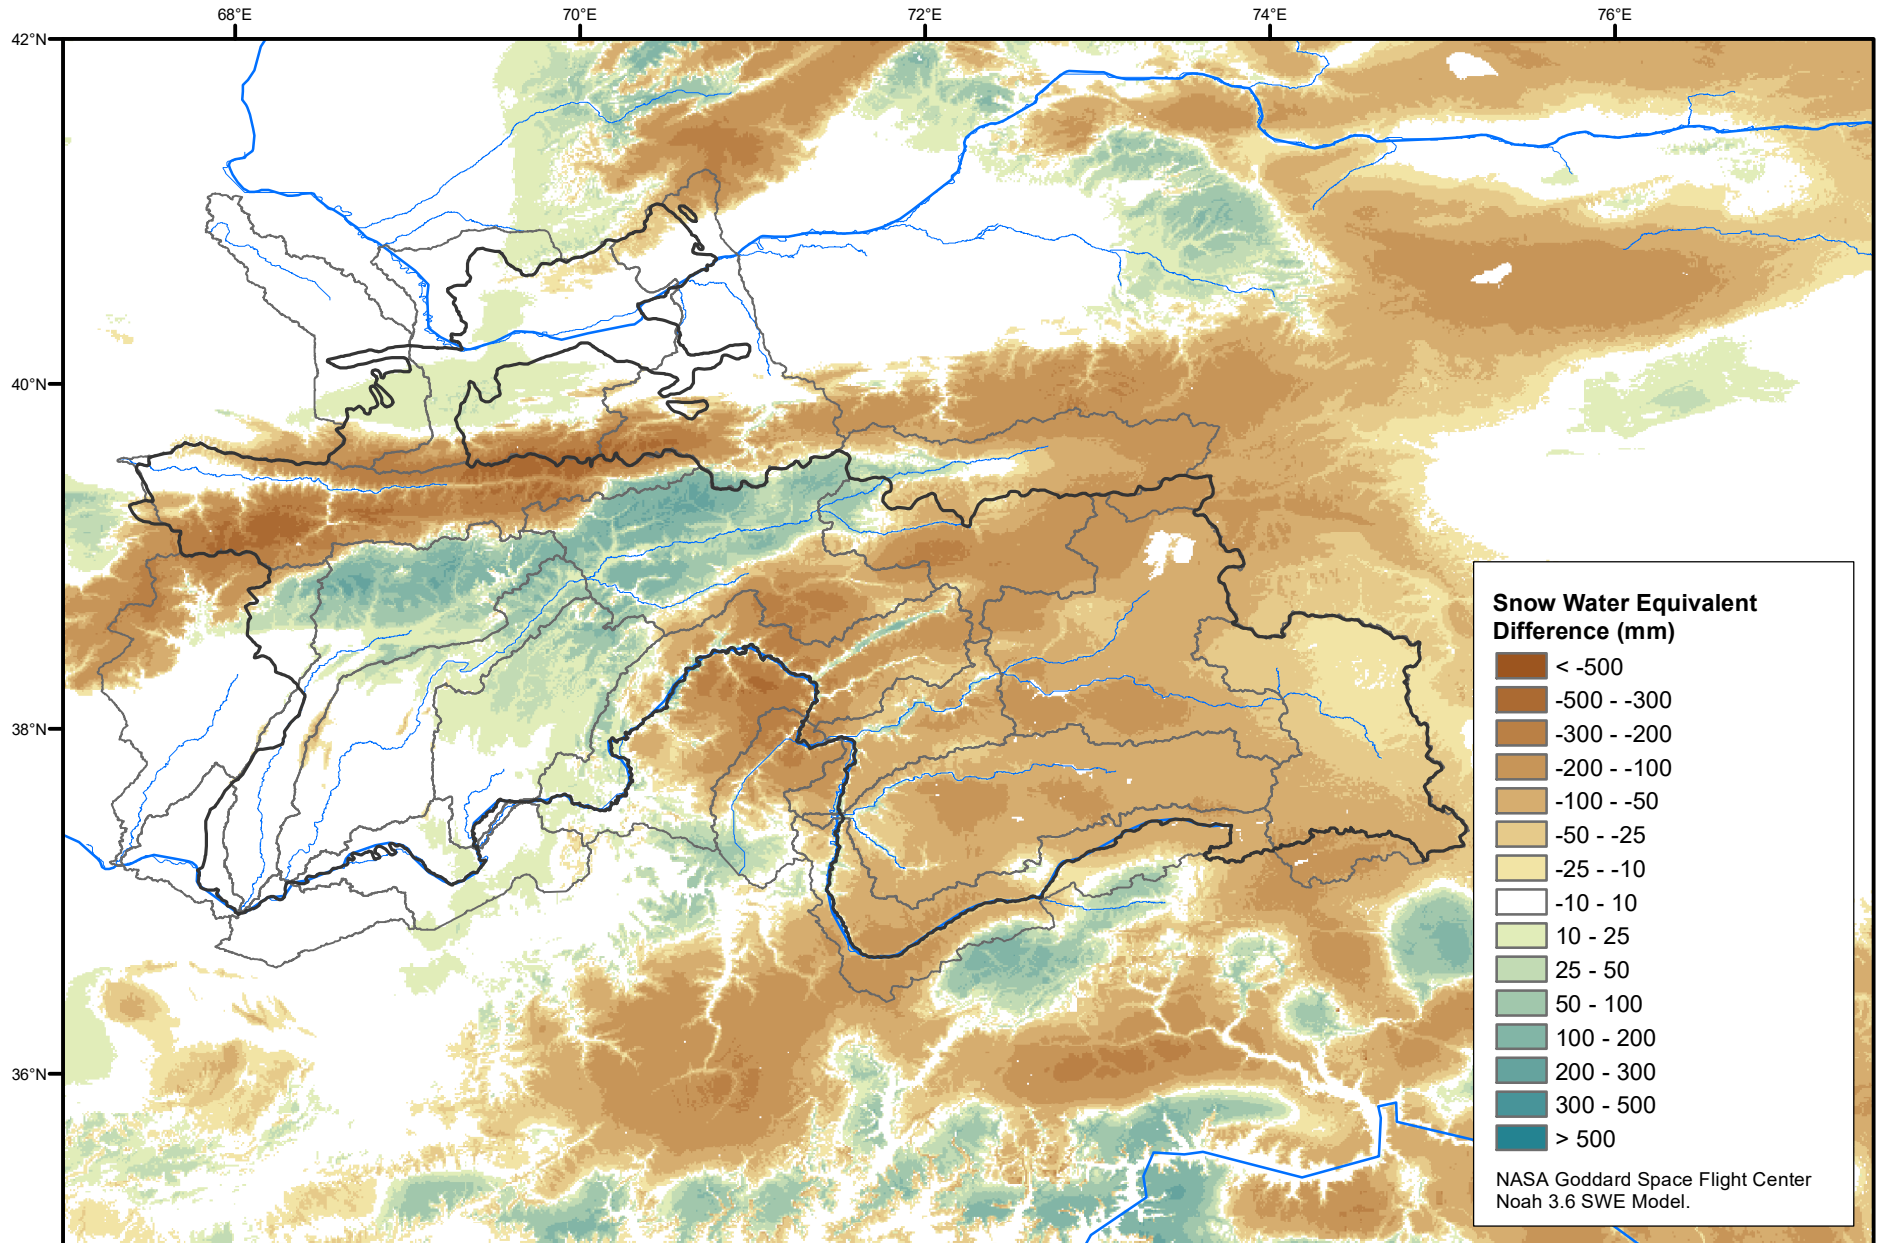 68°E 70°E 72°E 74°E 76°E
42°N
40°N
38°N
36°N
Snow Water Equivalent
Difference (mm)
< -500
-500 - -300
-300 - -200
-200 - -100
-100 - -50
-50 - -25
-25 - -10
-10 - 10
10 - 25
25 - 50
50 - 100
100 - 200
200 - 300
300 - 500
> 500
NASA Goddard Space Flight Center
Noah 3.6 SWE Model.